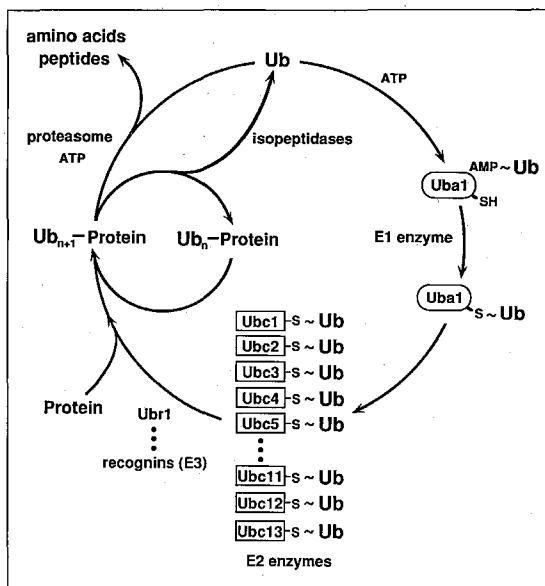 amino acids
peptides
Ub
ATP
proteasome
ATP
isopeptidases
AMP~Ub
Uba1
SH
Ubn+1–Protein
Ubn–Protein
E1 enzyme
Uba1
S~Ub
Ubc1-S~Ub
Ubc2-S~Ub
Ubc3-S~Ub
Ubc4-S~Ub
Ubc5-S~Ub
Protein
Ubr1
recognins (E3)
Ubc11-S~Ub
Ubc12-S~Ub
Ubc13-S~Ub
E2 enzymes